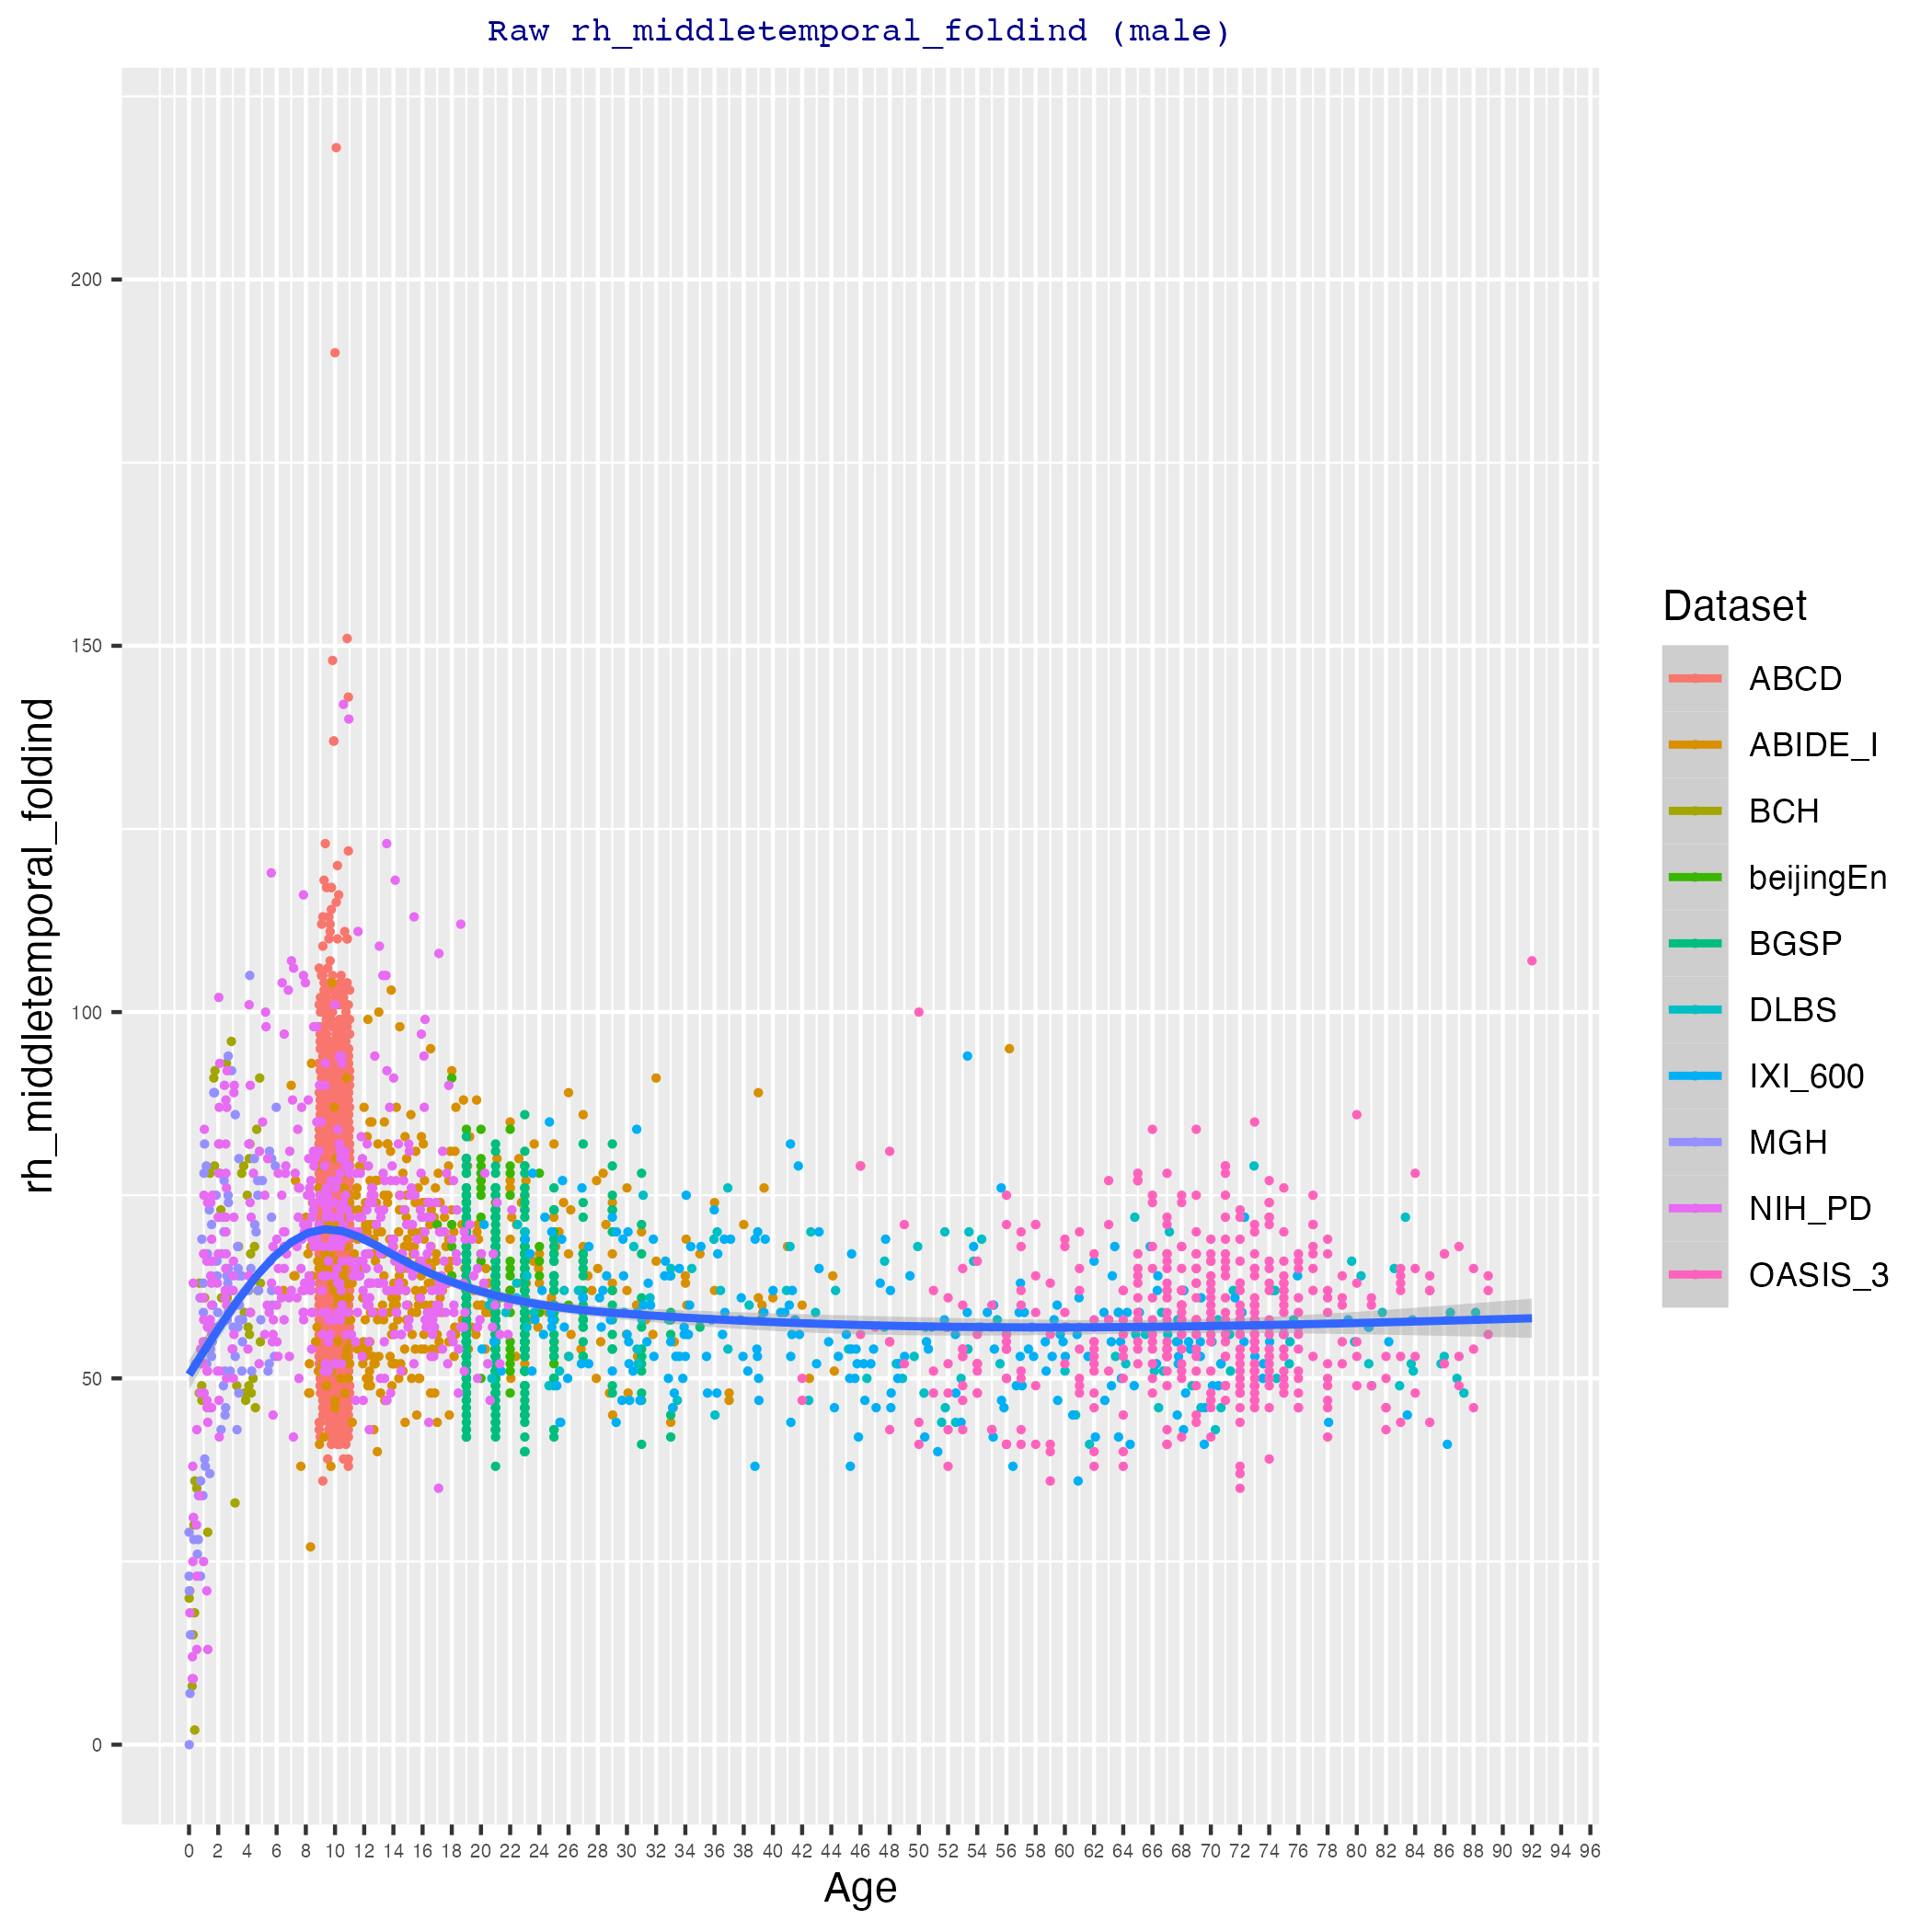 Raw rh_middletemporal_foldind (male)
rh_middletemporal_foldind
200
150
100
50
0
0 2 4 6 8 10 12 14 16 18 20 22 24 26 28 30 32 34 36 38 40 42 44 46 48 50 52 54 56 58 60 62 64 66 68 70 72 74 76 78 80 82 84 86 88 90 92 94 96
Age
Dataset
ABCD
ABIDE_I
BCH
beijingEn
BGSP
DLBS
IXI_600
MGH
NIH_PD
OASIS_3